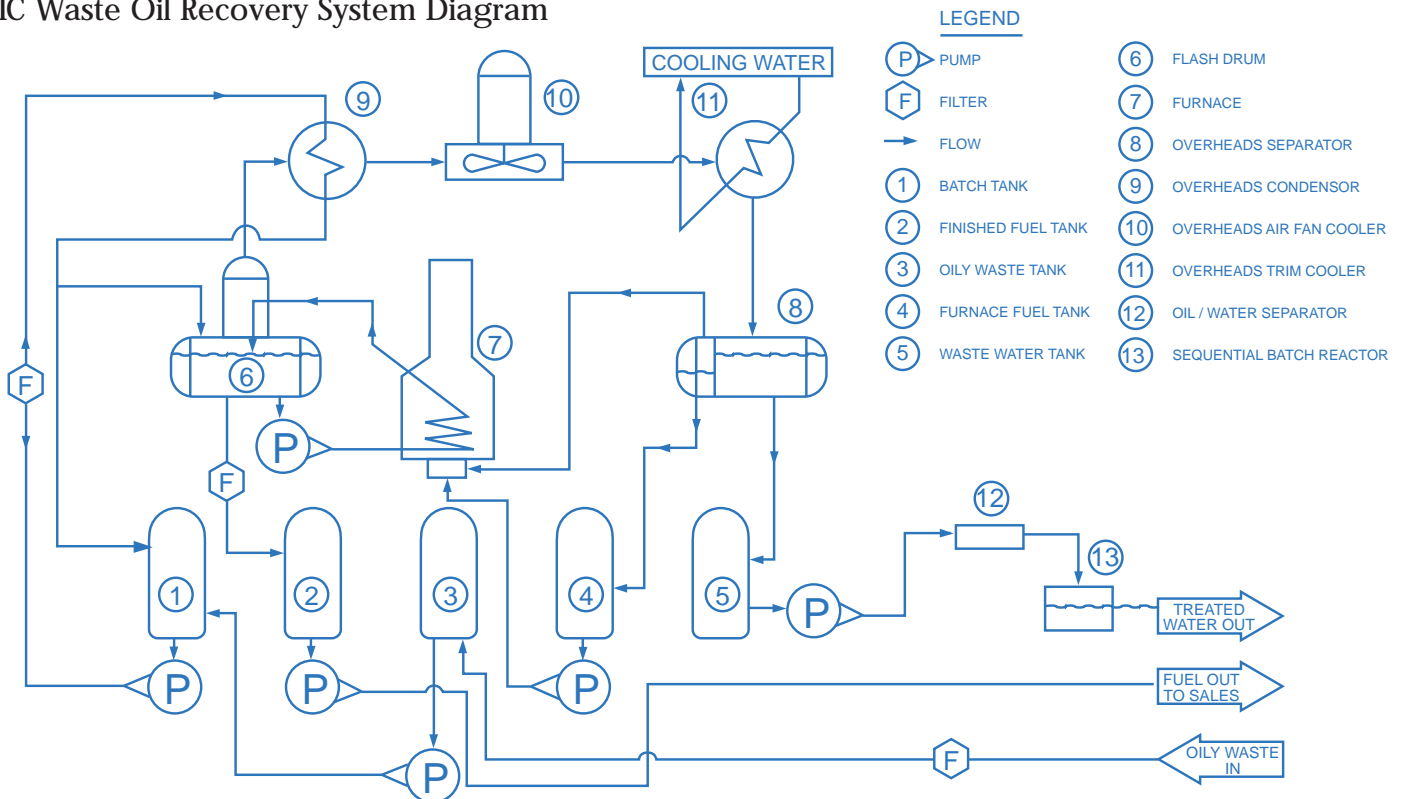 IC Waste Oil Recovery System Diagram
LEGEND
P PUMP
F FILTER
FLOW
1 BATCH TANK
2 FINISHED FUEL TANK
3 OILY WASTE TANK
4 FURNACE FUEL TANK
5 WASTE WATER TANK
6 FLASH DRUM
7 FURNACE
8 OVERHEADS SEPARATOR
9 OVERHEADS CONDENSOR
10 OVERHEADS AIR FAN COOLER
11 OVERHEADS TRIM COOLER
12 OIL / WATER SEPARATOR
13 SEQUENTIAL BATCH REACTOR
COOLING WATER
9
10
11
8
7
6
F
P
F
12
13
1
2
3
4
5
P
P
P
P
P
TREATED
WATER OUT
FUEL OUT
TO SALES
F
OILY WASTE
IN